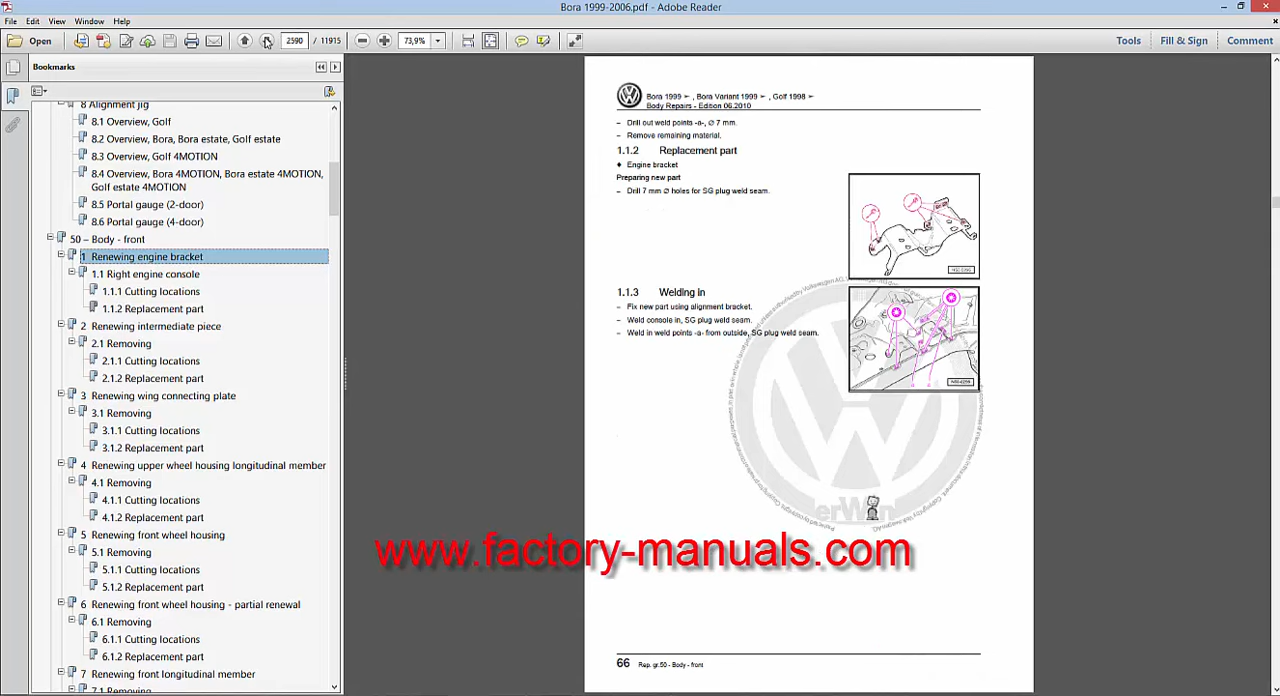 Bora 1999-2006.pdf - Adobe Reader
File Edit View Window Help
Open 2590 / 11915 73,9% Tools Fill & Sign Comment
Bookmarks
8 Alignment jig
8.1 Overview, Golf
8.2 Overview, Bora, Bora estate, Golf estate
8.3 Overview, Golf 4MOTION
8.4 Overview, Bora 4MOTION, Bora estate 4MOTION,
Golf estate 4MOTION
8.5 Portal gauge (2-door)
8.6 Portal gauge (4-door)
50 – Body - front
1 Renewing engine bracket
1.1 Right engine console
1.1.1 Cutting locations
1.1.2 Replacement part
2 Renewing intermediate piece
2.1 Removing
2.1.1 Cutting locations
2.1.2 Replacement part
3 Renewing wing connecting plate
3.1 Removing
3.1.1 Cutting locations
3.1.2 Replacement part
4 Renewing upper wheel housing longitudinal member
4.1 Removing
4.1.1 Cutting locations
4.1.2 Replacement part
5 Renewing front wheel housing
5.1 Removing
5.1.1 Cutting locations
5.1.2 Replacement part
6 Renewing front wheel housing - partial renewal
6.1 Removing
6.1.1 Cutting locations
6.1.2 Replacement part
7 Renewing front longitudinal member
7.1 Removing
Bora 1999 ➤ , Bora Variant 1999 ➤ , Golf 1998 ➤
Body Repairs - Edition 06.2010
– Drill out weld points -a-, ∅ 7 mm.
– Remove remaining material.
1.1.2 Replacement part
♦ Engine bracket
Preparing new part
– Drill 7 mm ∅ holes for SG plug weld seam.
1.1.3 Welding in
– Fix new part using alignment bracket.
– Weld console in, SG plug weld seam.
– Weld in weld points -a- from outside, SG plug weld seam.
www.factory-manuals.com
66 Rep. gr.50 - Body - front